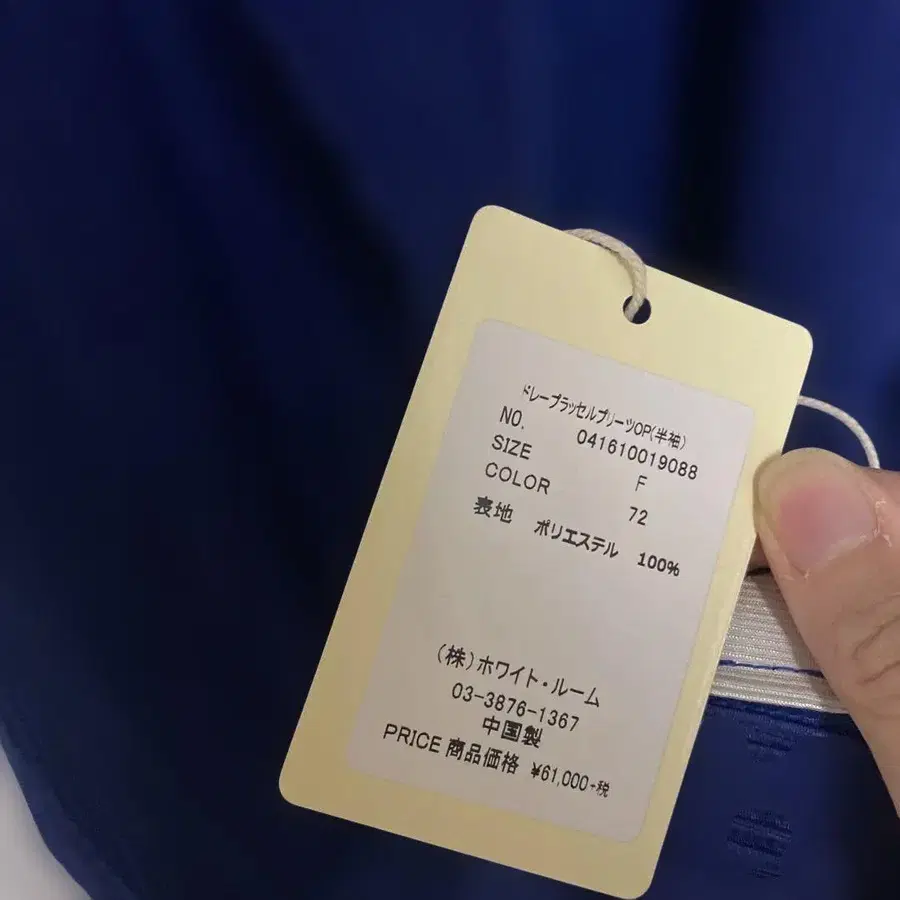 ドレープラッセルプリーツOP(半袖)
NO. 041610019088
SIZE F
COLOR 72
表地 ポリエステル 100%
(株)ホワイト・ルーム
03-3876-1367
中国製
PRICE 商品価格 ¥61,000+税